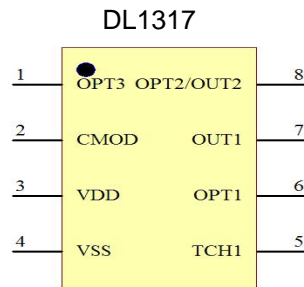 DL1317
1 OPT3 OPT2/OUT2 8
2 CMOD OUT1 7
3 VDD OPT1 6
4 VSS TCH1 5